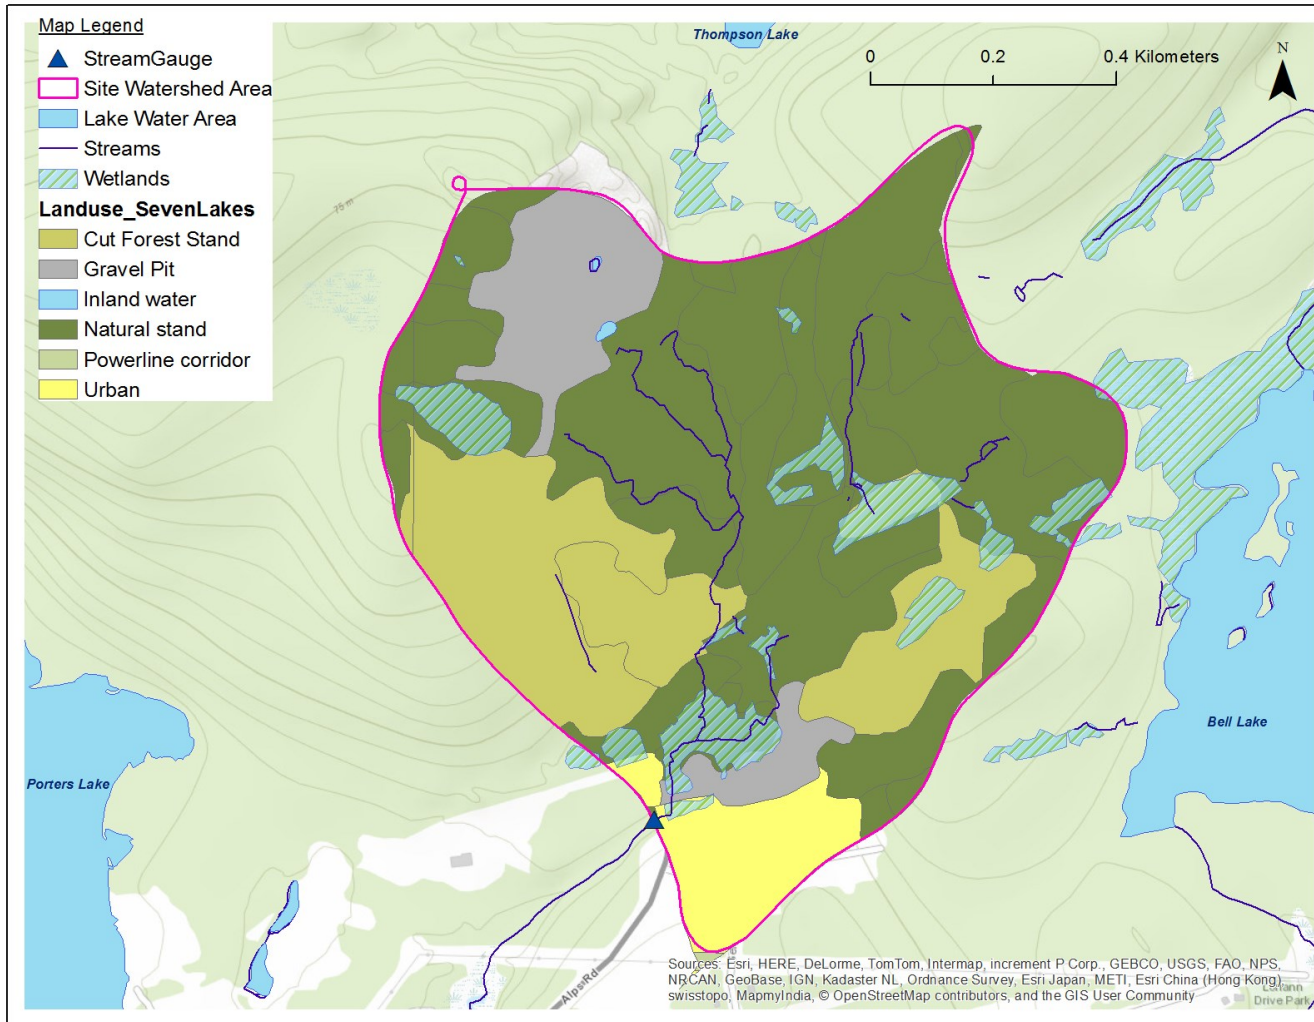 Map Legend
StreamGauge
Site Watershed Area
Lake Water Area
Streams
Wetlands
Landuse_SevenLakes
Cut Forest Stand
Gravel Pit
Inland water
Natural stand
Powerline corridor
Urban
Thompson Lake
0 0.2 0.4 Kilometers
N
75 m
Bell Lake
Porters Lake
Alps Rd
Sources: Esri, HERE, DeLorme, TomTom, Intermap, increment P Corp., GEBCO, USGS, FAO, NPS,
NRCAN, GeoBase, IGN, Kadaster NL, Ordnance Survey, Esri Japan, METI, Esri China (Hong Kong),
swisstopo, MapmyIndia, © OpenStreetMap contributors, and the GIS User Community
Drive Park